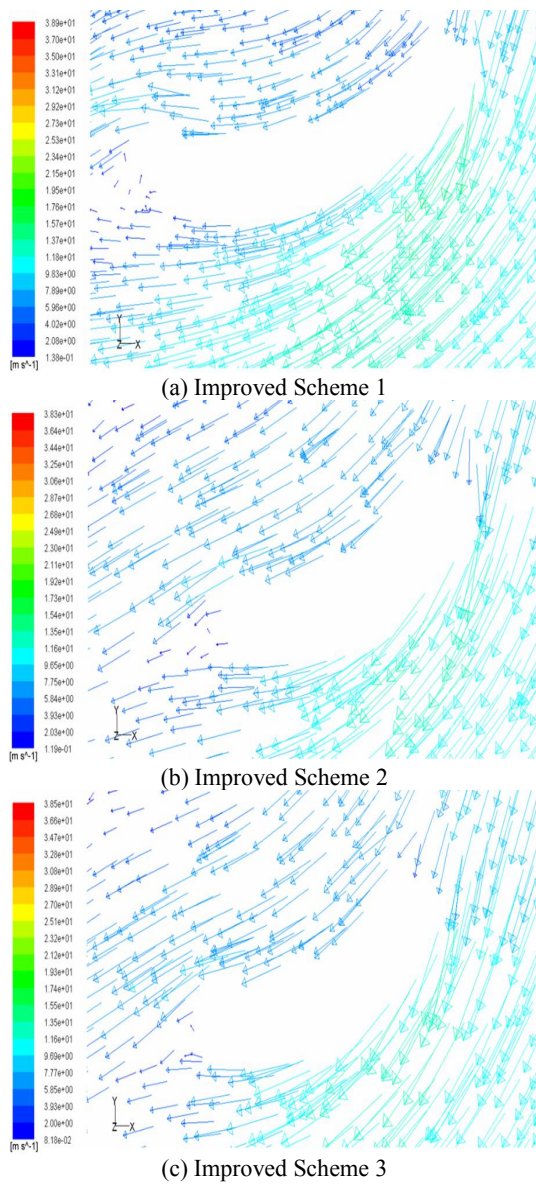 3.89e+01
3.70e+01
3.50e+01
3.31e+01
3.12e+01
2.92e+01
2.73e+01
2.53e+01
2.34e+01
2.15e+01
1.95e+01
1.76e+01
1.57e+01
1.37e+01
1.18e+01
9.83e+00
7.90e+00
5.96e+00
4.02e+00
2.08e+00
1.38e-01
[m s^-1]
Y
Z X
(a) Improved Scheme 1
3.83e+01
3.64e+01
3.44e+01
3.25e+01
3.06e+01
2.87e+01
2.68e+01
2.49e+01
2.30e+01
2.11e+01
1.92e+01
1.73e+01
1.54e+01
1.35e+01
1.16e+01
9.65e+00
7.75e+00
5.84e+00
3.93e+00
2.03e+00
1.19e-01
[m s^-1]
Y
Z X
(b) Improved Scheme 2
3.85e+01
3.66e+01
3.47e+01
3.28e+01
3.08e+01
2.89e+01
2.70e+01
2.51e+01
2.32e+01
2.12e+01
1.93e+01
1.74e+01
1.55e+01
1.35e+01
1.16e+01
9.69e+00
7.77e+00
5.85e+00
3.93e+00
2.00e+00
8.18e-02
[m s^-1]
Y
Z X
(c) Improved Scheme 3